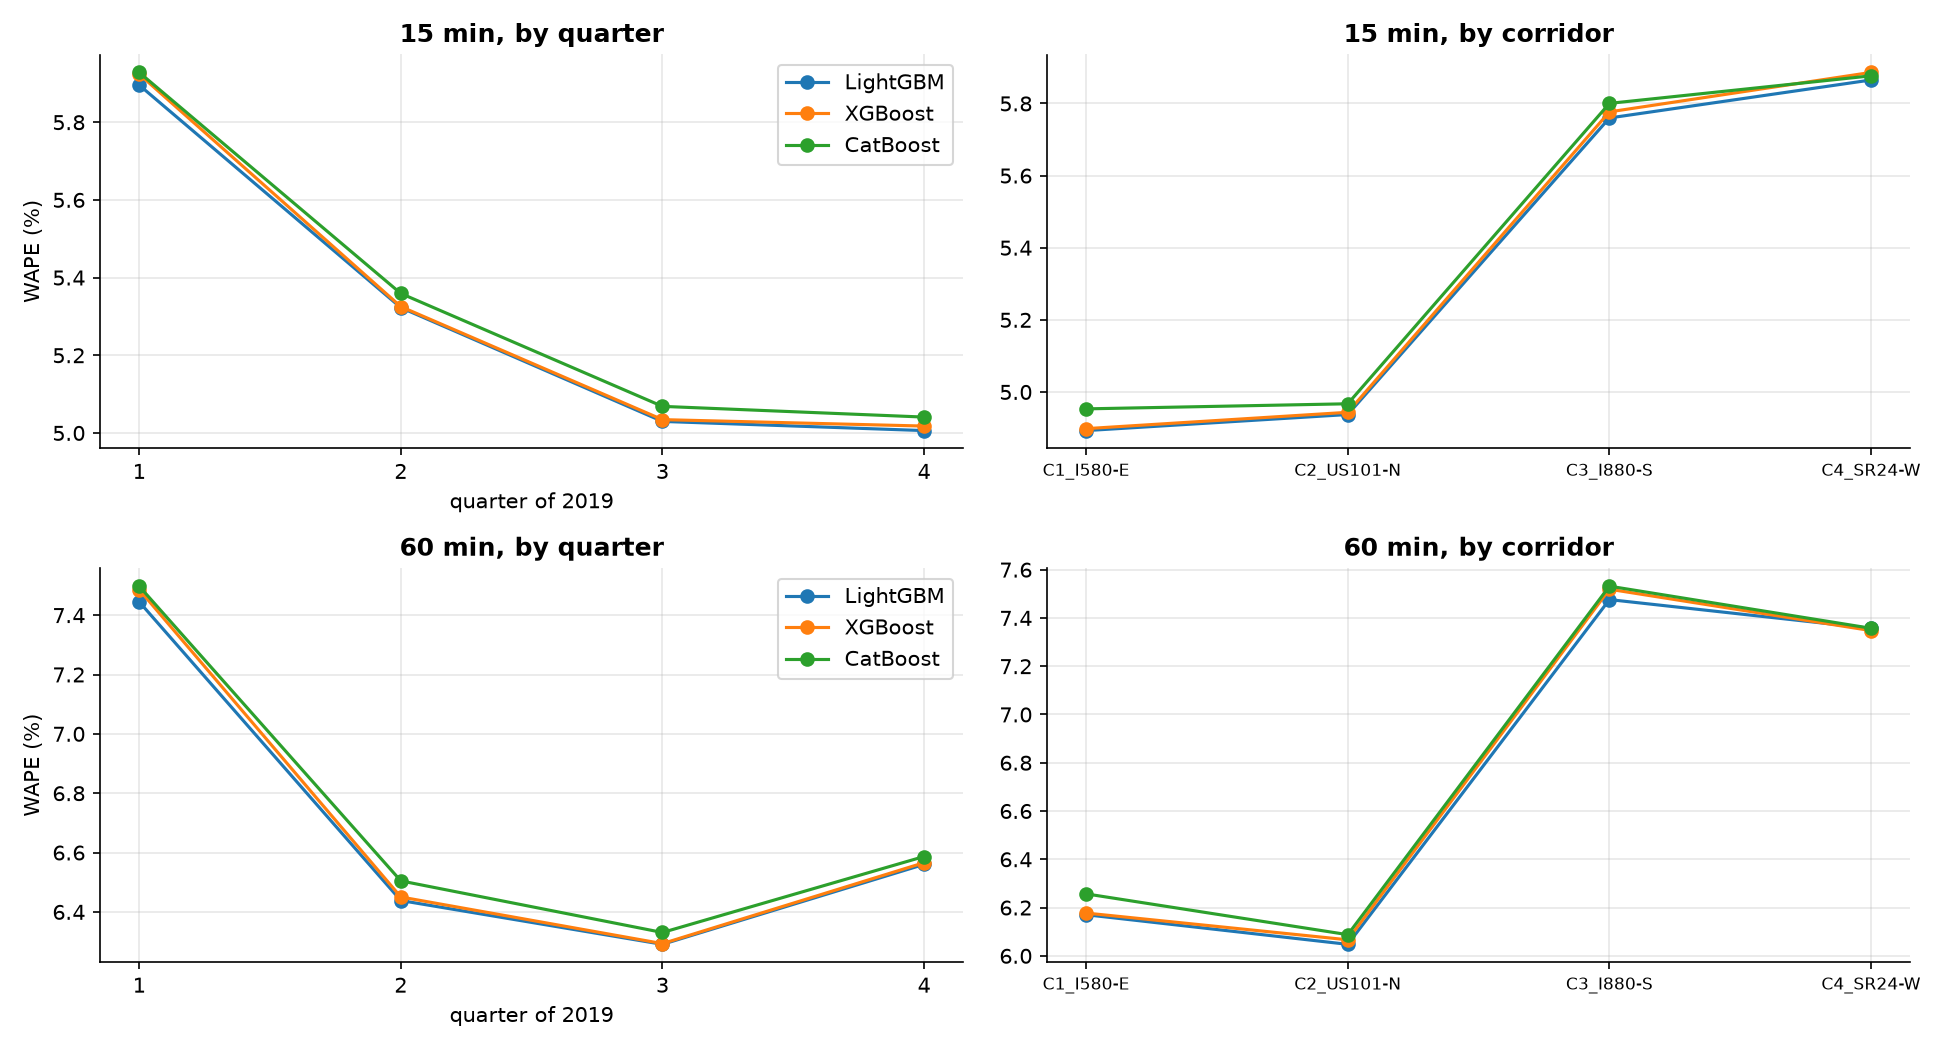 15 min, by quarter
WAPE (%)
5.8
5.6
5.4
5.2
5.0
LightGBM
XGBoost
CatBoost
1 2 3 4
quarter of 2019
15 min, by corridor
5.8
5.6
5.4
5.2
5.0
C1_I580-E C2_US101-N C3_I880-S C4_SR24-W
60 min, by quarter
WAPE (%)
7.4
7.2
7.0
6.8
6.6
6.4
LightGBM
XGBoost
CatBoost
1 2 3 4
quarter of 2019
60 min, by corridor
7.6
7.4
7.2
7.0
6.8
6.6
6.4
6.2
6.0
C1_I580-E C2_US101-N C3_I880-S C4_SR24-W